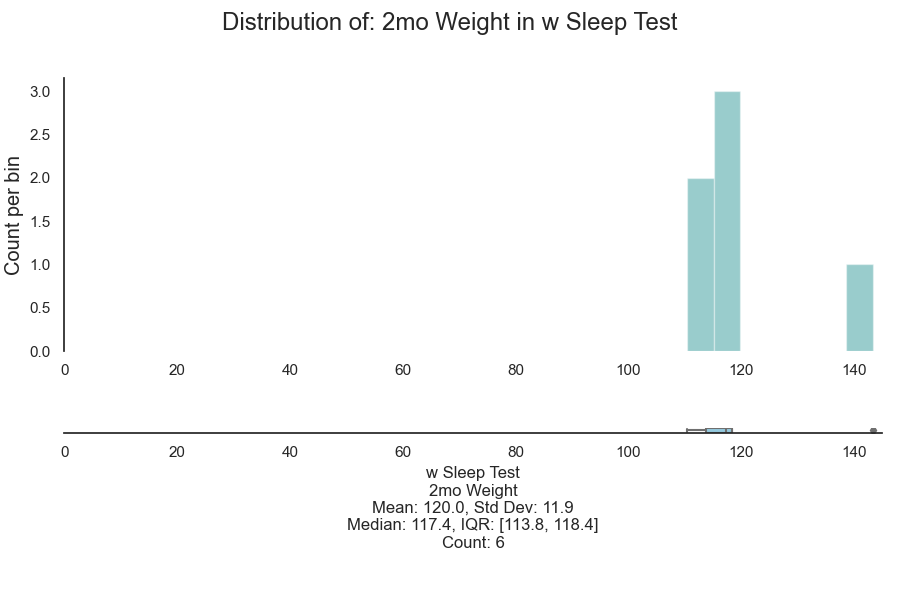 Distribution of: 2mo Weight in w Sleep Test
Count per bin
3.0
2.5
2.0
1.5
1.0
0.5
0.0
0 20 40 60 80 100 120 140
0 20 40 60 80 100 120 140
w Sleep Test
2mo Weight
Mean: 120.0, Std Dev: 11.9
Median: 117.4, IQR: [113.8, 118.4]
Count: 6